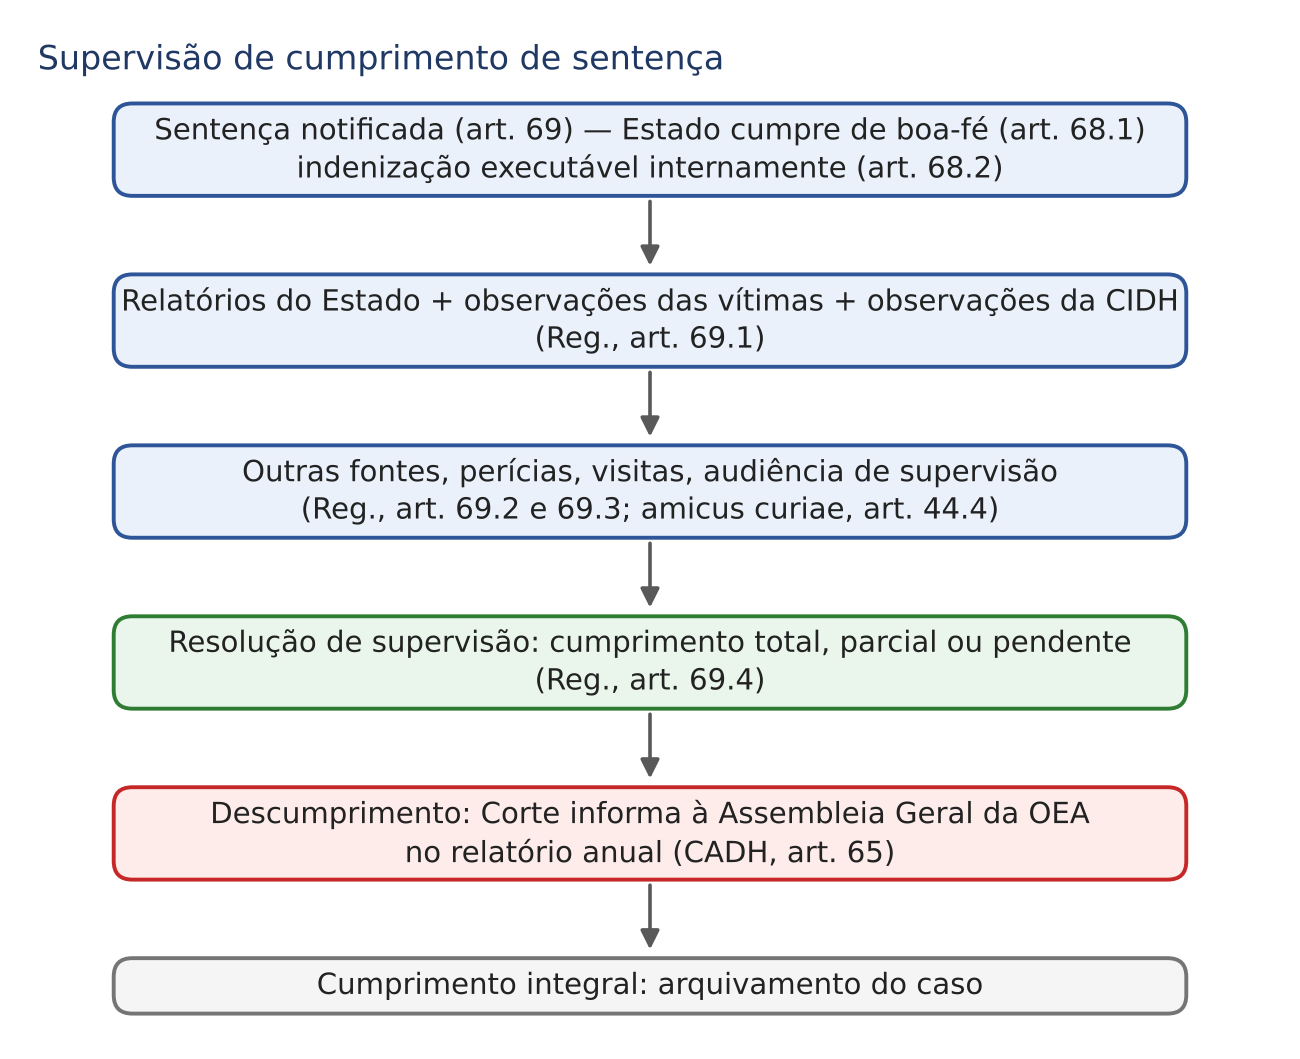 Supervisão de cumprimento de sentença
Sentença notificada (art. 69) — Estado cumpre de boa-fé (art. 68.1)
indenização executável internamente (art. 68.2)
Relatórios do Estado + observações das vítimas + observações da CIDH
(Reg., art. 69.1)
Outras fontes, perícias, visitas, audiência de supervisão
(Reg., art. 69.2 e 69.3; amicus curiae, art. 44.4)
Resolução de supervisão: cumprimento total, parcial ou pendente
(Reg., art. 69.4)
Descumprimento: Corte informa à Assembleia Geral da OEA
no relatório anual (CADH, art. 65)
Cumprimento integral: arquivamento do caso